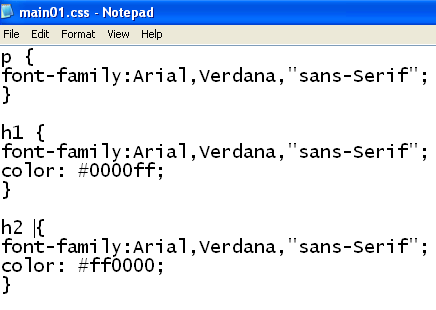 main01.css - Notepad
File Edit Format View Help
p {
font-family:Arial,Verdana,"sans-Serif";
}
h1 {
font-family:Arial,Verdana,"sans-Serif";
color: #0000ff;
}
h2 {
font-family:Arial,Verdana,"sans-Serif";
color: #ff0000;
}